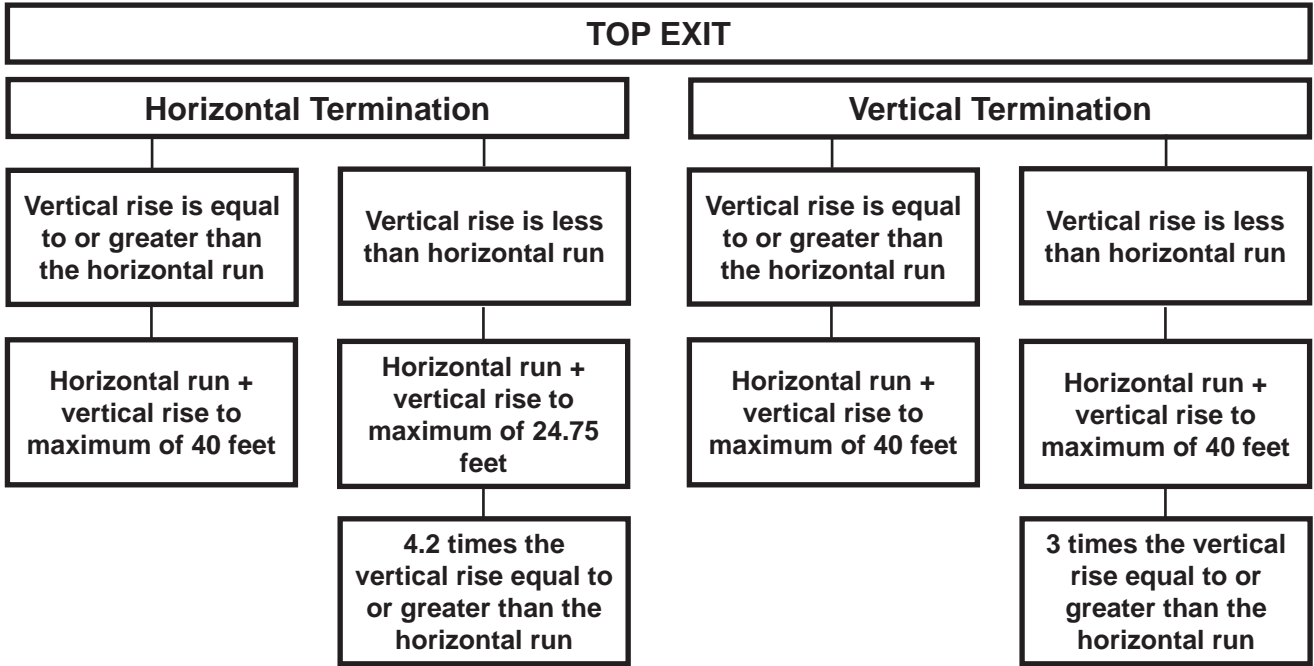 TOP EXIT
Horizontal Termination
Vertical rise is equal
to or greater than
the horizontal run
Horizontal run +
vertical rise to
maximum of 40 feet
Vertical rise is less
than horizontal run
Horizontal run +
vertical rise to
maximum of 24.75
feet
4.2 times the
vertical rise equal to
or greater than the
horizontal run
Vertical Termination
Vertical rise is equal
to or greater than
the horizontal run
Horizontal run +
vertical rise to
maximum of 40 feet
Vertical rise is less
than horizontal run
Horizontal run +
vertical rise to
maximum of 40 feet
3 times the vertical
rise equal to or
greater than the
horizontal run